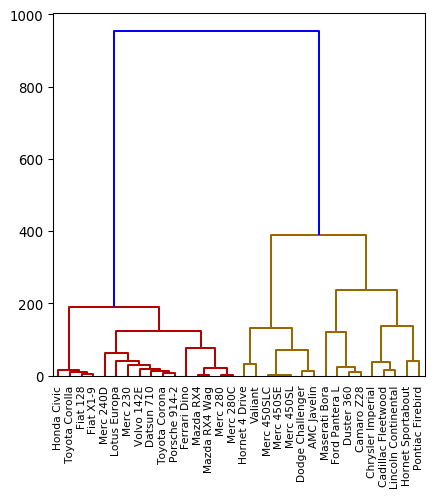 1000
800
600
400
200
0
Honda Civic
Toyota Corolla
Fiat 128
Fiat X1-9
Merc 240D
Lotus Europa
Merc 230
Volvo 142E
Datsun 710
Toyota Corona
Porsche 914-2
Ferrari Dino
Mazda RX4
Mazda RX4 Wag
Merc 280
Merc 280C
Hornet 4 Drive
Valiant
Merc 450SLC
Merc 450SE
Merc 450SL
Dodge Challenger
AMC Javelin
Maserati Bora
Ford Pantera L
Duster 360
Camaro Z28
Chrysler Imperial
Cadillac Fleetwood
Lincoln Continental
Hornet Sportabout
Pontiac Firebird